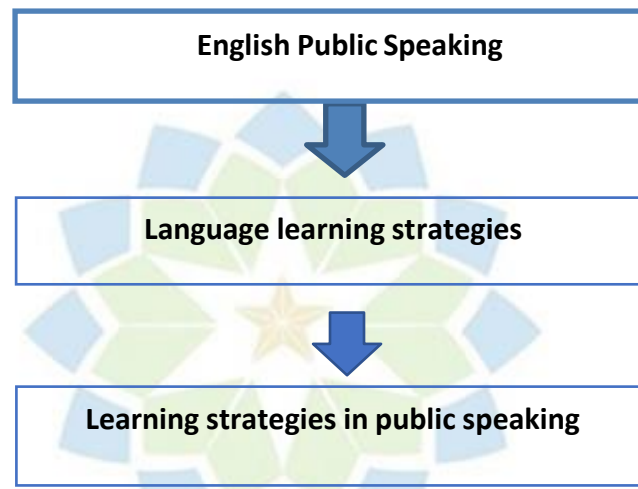 English Public Speaking
Language learning strategies
Learning strategies in public speaking